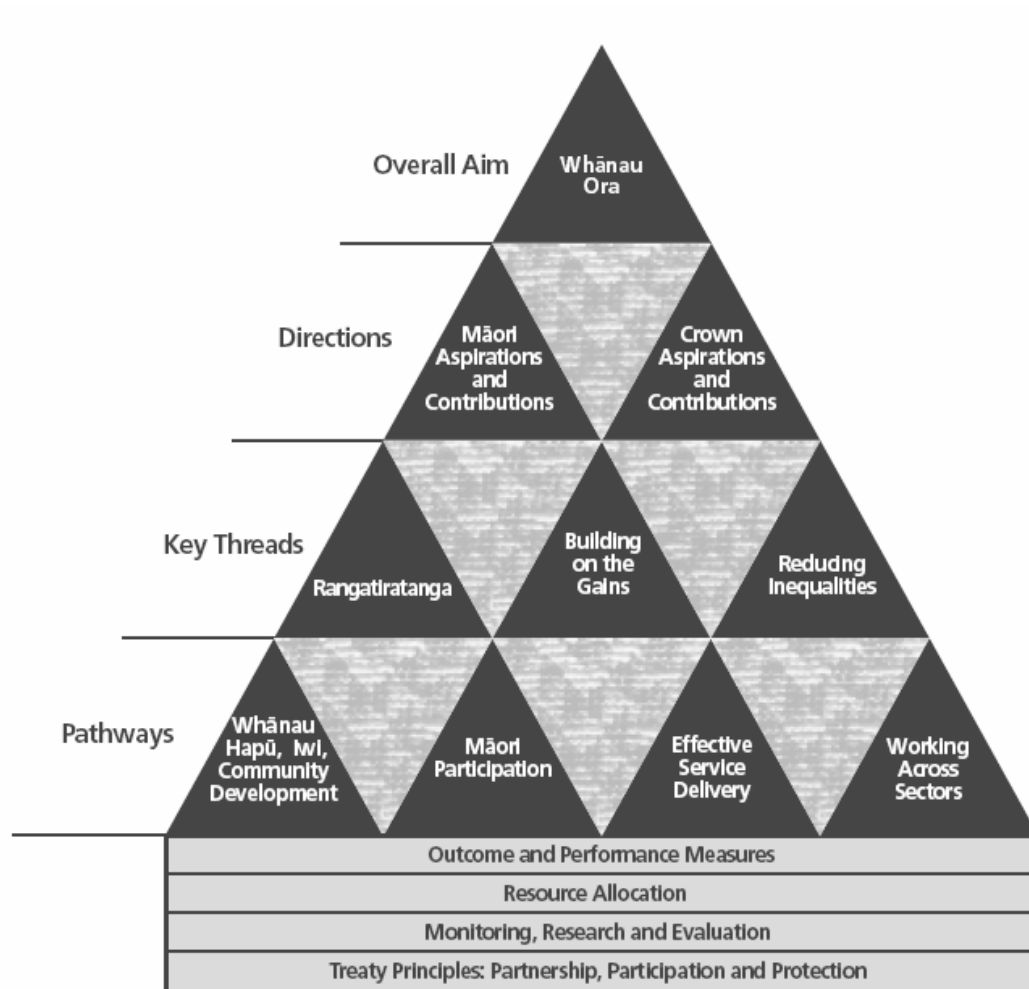 Overall Aim
Whānau
Ora
Directions
Māori
Aspirations
and
Contributions
Crown
Aspirations
and
Contributions
Key Threads
Rangatiratanga
Building
on the
Gains
Reducing
Inequalities
Pathways
Whānau
Hapū, Iwi,
Community
Development
Māori
Participation
Effective
Service
Delivery
Working
Across
Sectors
Outcome and Performance Measures
Resource Allocation
Monitoring, Research and Evaluation
Treaty Principles: Partnership, Participation and Protection